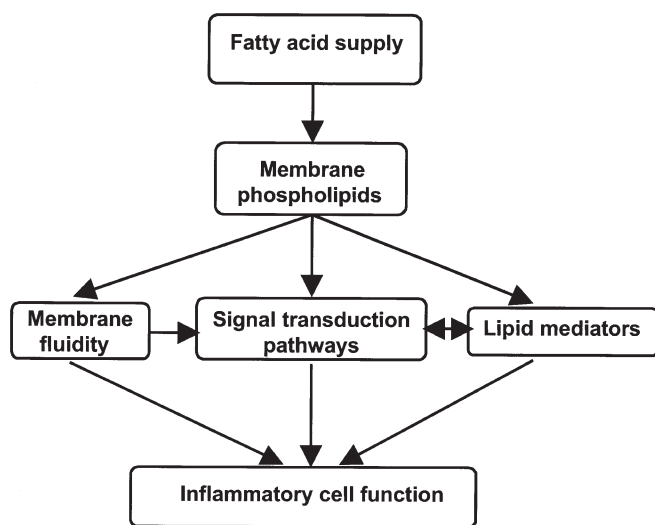 Fatty acid supply
Membrane
phospholipids
Membrane
fluidity
Signal transduction
pathways
Lipid mediators
Inflammatory cell function